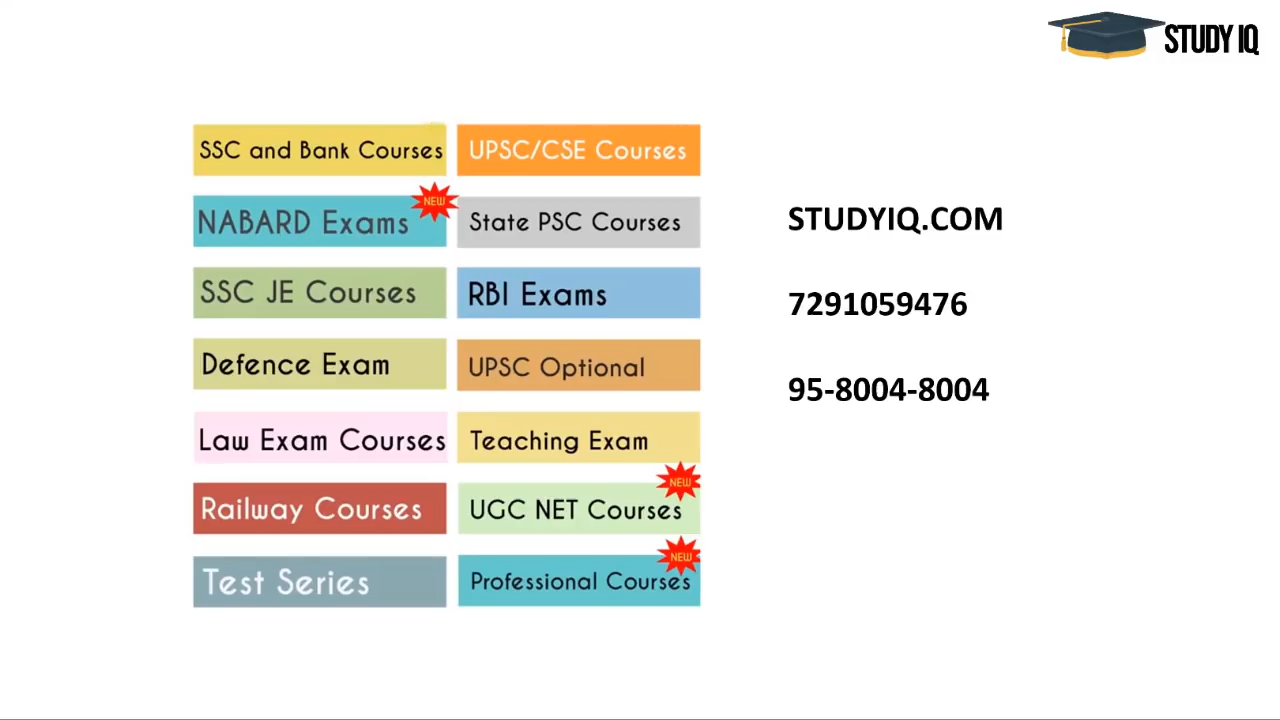 STUDY IQ
SSC and Bank Courses
UPSC/CSE Courses
NEW
NABARD Exams
State PSC Courses
SSC JE Courses
RBI Exams
Defence Exam
UPSC Optional
Law Exam Courses
Teaching Exam
NEW
Railway Courses
UGC NET Courses
NEW
Test Series
Professional Courses
STUDYIQ.COM
7291059476
95-8004-8004